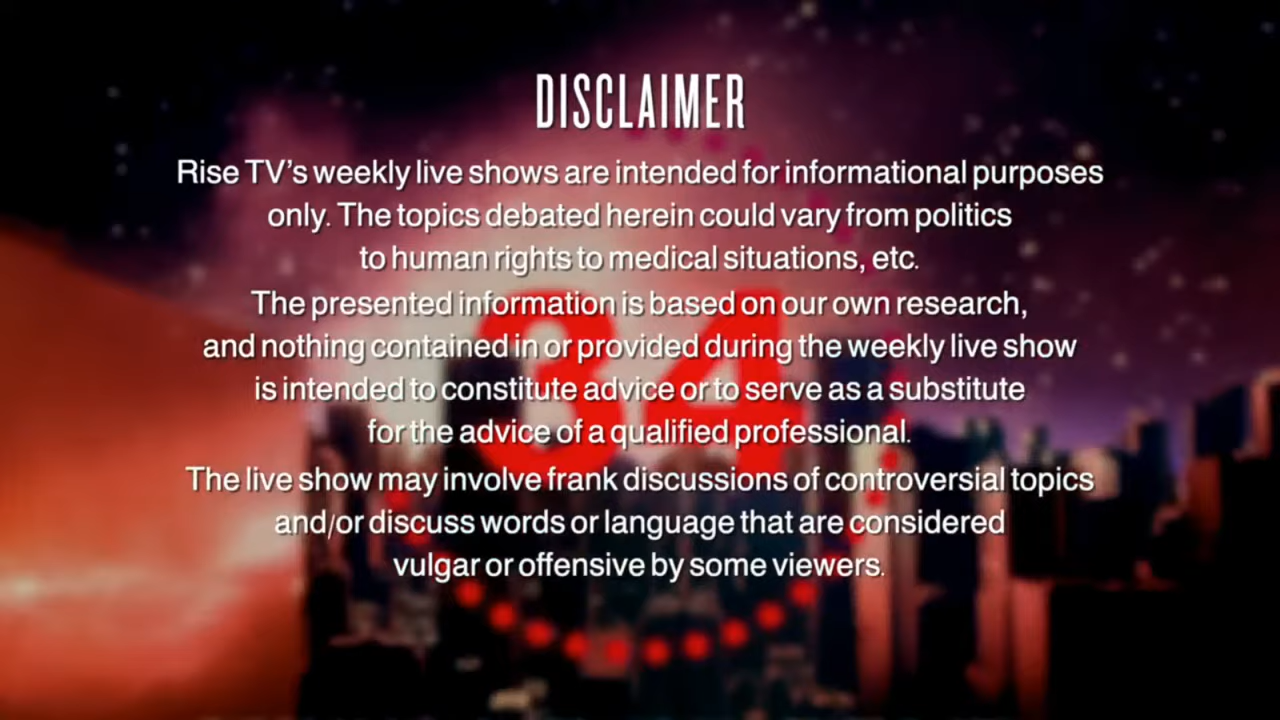 DISCLAIMER
Rise TV’s weekly live shows are intended for informational purposes
only. The topics debated herein could vary from politics
to human rights to medical situations, etc.
The presented information is based on our own research,
and nothing contained in or provided during the weekly live show
is intended to constitute advice or to serve as a substitute
for the advice of a qualified professional.
The live show may involve frank discussions of controversial topics
and/or discuss words or language that are considered
vulgar or offensive by some viewers.
34